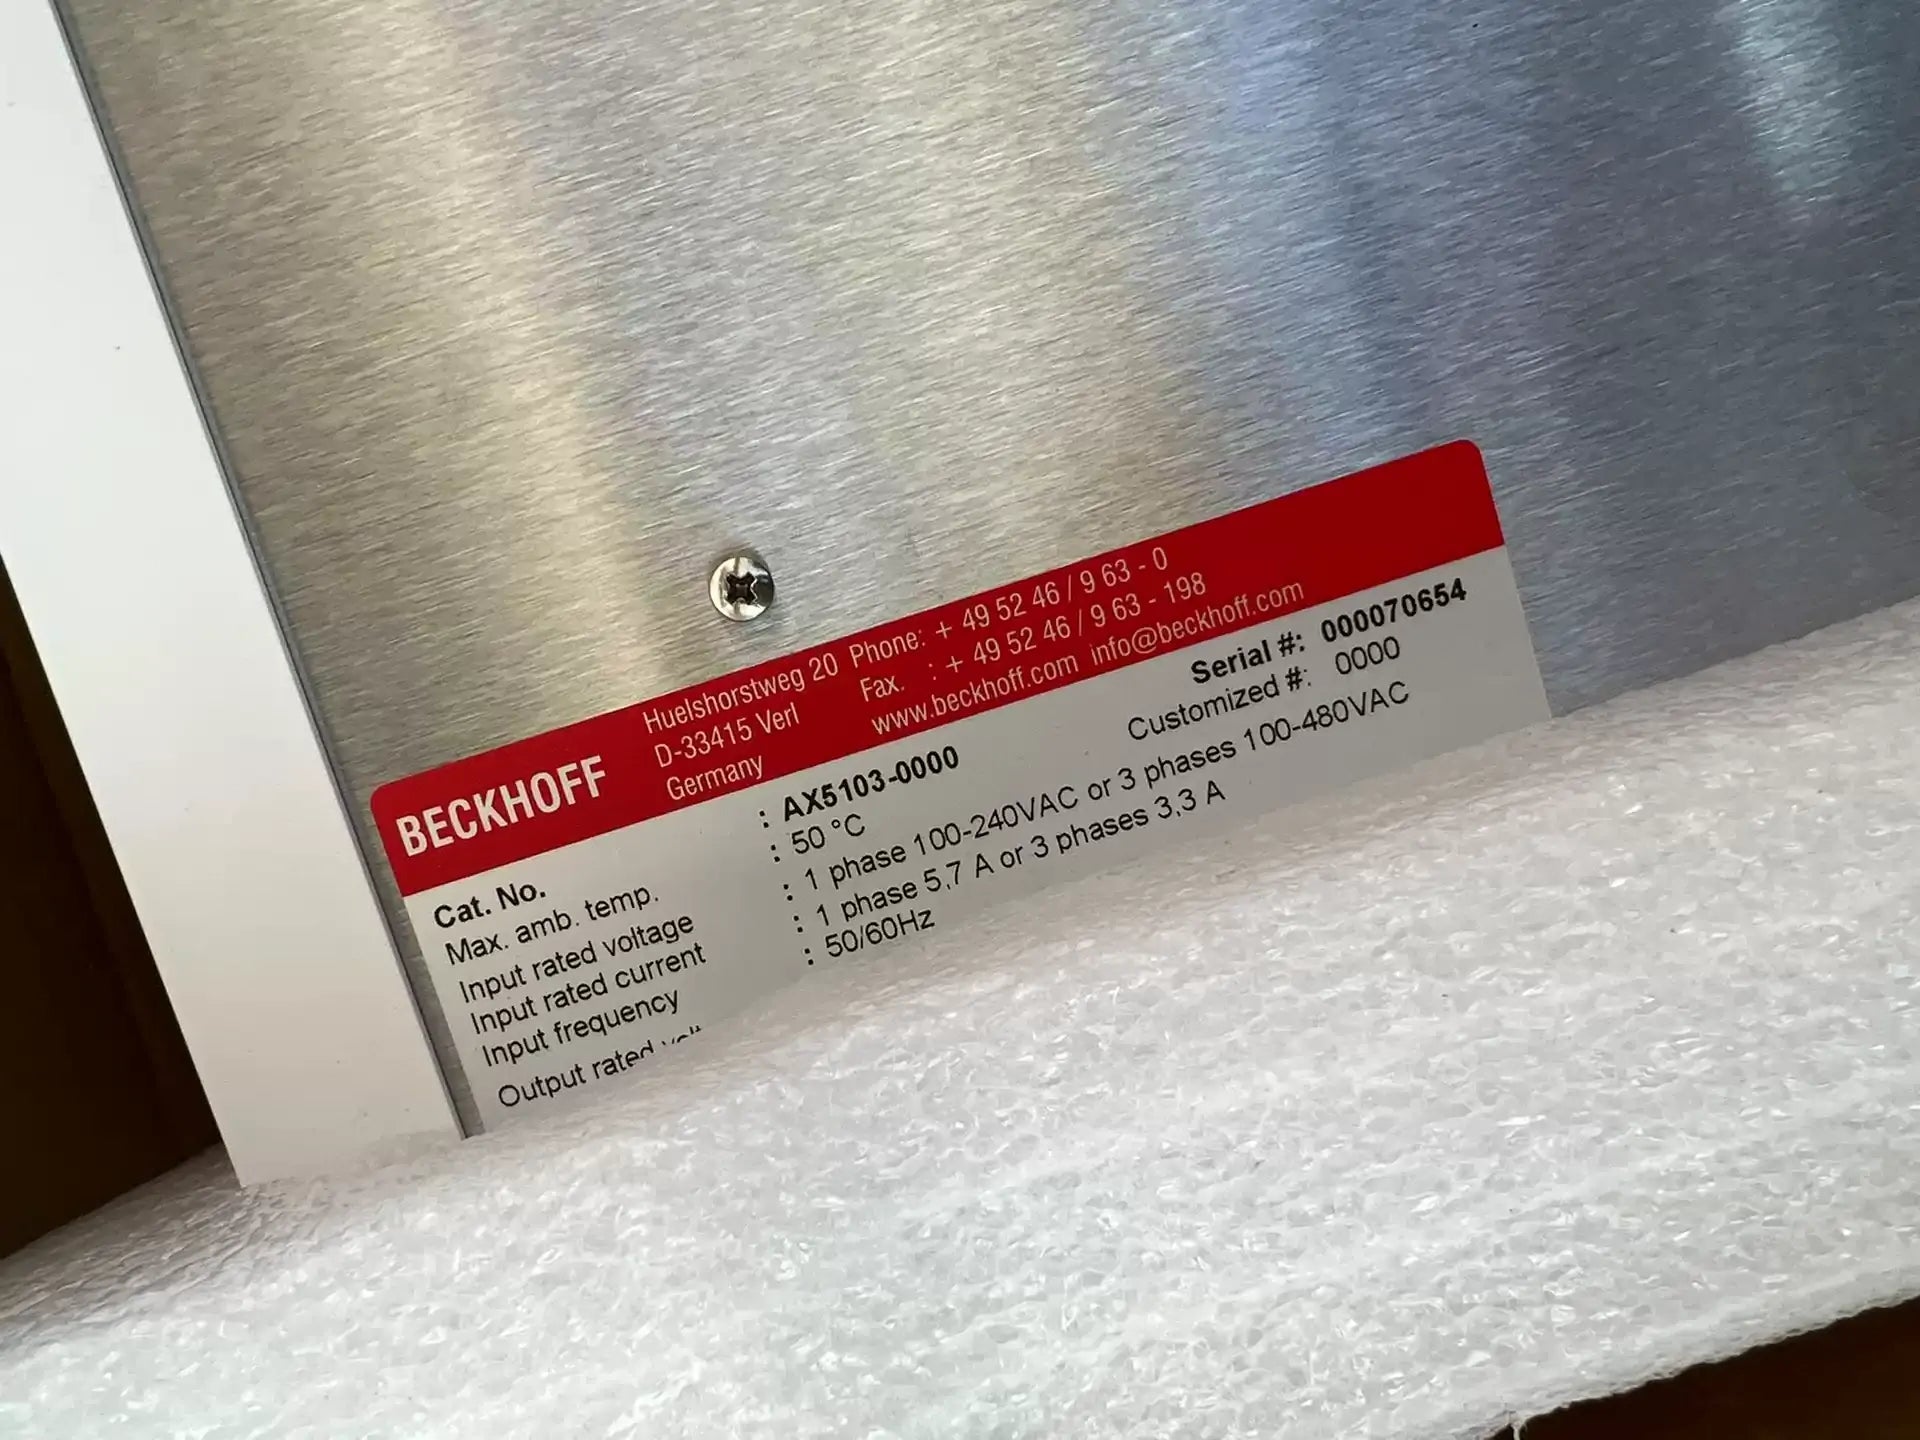 BECKHOFF
Huelshorstweg 20
D-33415 Verl
Germany
Phone: + 49 52 46 / 9 63 - 0
Fax. : + 49 52 46 / 9 63 - 198
www.beckhoff.com info@beckhoff.com
Cat. No. : AX5103-0000 Serial #: 000070654
Max. amb. temp. : 50 °C Customized #: 0000
Input rated voltage : 1 phase 100-240VAC or 3 phases 100-480VAC
Input rated current : 1 phase 5,7 A or 3 phases 3,3 A
Input frequency : 50/60Hz
Output rated